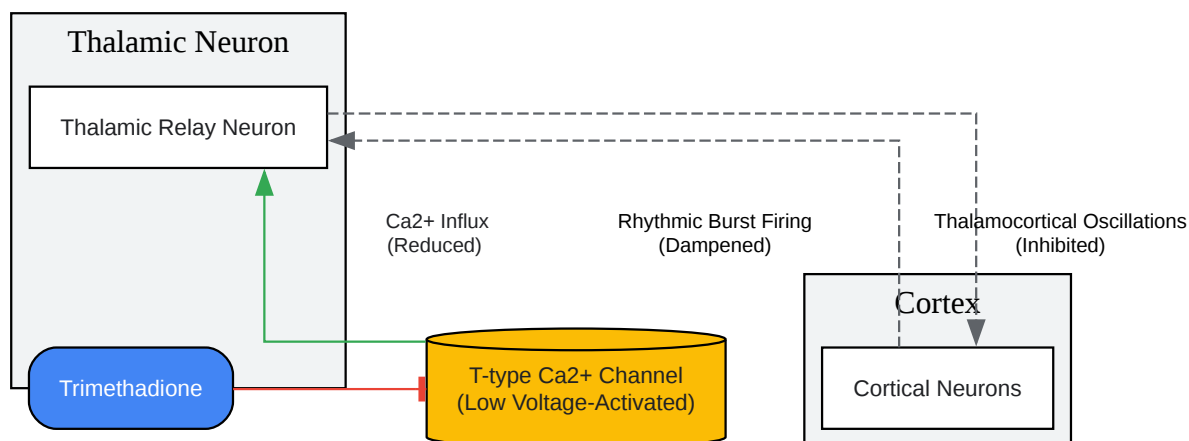 Thalamic Neuron
Thalamic Relay Neuron
Ca2+ Influx
(Reduced)
Rhythmic Burst Firing
(Dampened)
Thalamocortical Oscillations
(Inhibited)
Cortex
Trimethadione
T-type Ca2+ Channel
(Low Voltage-Activated)
Cortical Neurons